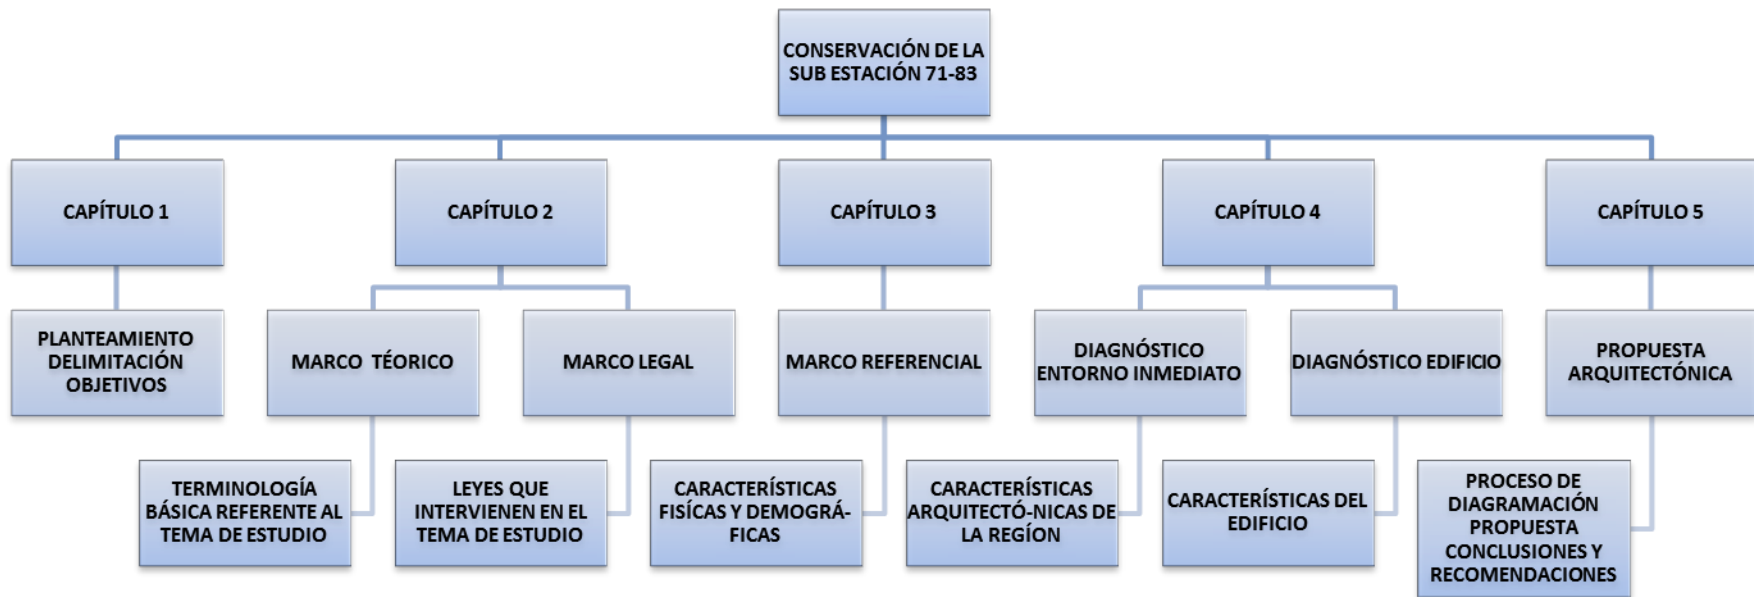 CONSERVACIÓN DE LA
SUB ESTACIÓN 71-83
CAPÍTULO 1
CAPÍTULO 2
CAPÍTULO 3
CAPÍTULO 4
CAPÍTULO 5
PLANTEAMIENTO
DELIMITACIÓN
OBJETIVOS
MARCO TÉORICO
MARCO LEGAL
MARCO REFERENCIAL
DIAGNÓSTICO
ENTORNO INMEDIATO
DIAGNÓSTICO EDIFICIO
PROPUESTA
ARQUITECTÓNICA
TERMINOLOGÍA
BÁSICA REFERENTE AL
TEMA DE ESTUDIO
LEYES QUE
INTERVIENEN EN EL
TEMA DE ESTUDIO
CARACTERÍSTICAS
FISÍCAS Y DEMOGRÁ-
FICAS
CARACTERÍSTICAS
ARQUITECTÓ-NICAS DE
LA REGÍON
CARACTERÍSTICAS DEL
EDIFICIO
PROCESO DE
DIAGRAMACIÓN
PROPUESTA
CONCLUSIONES Y
RECOMENDACIONES